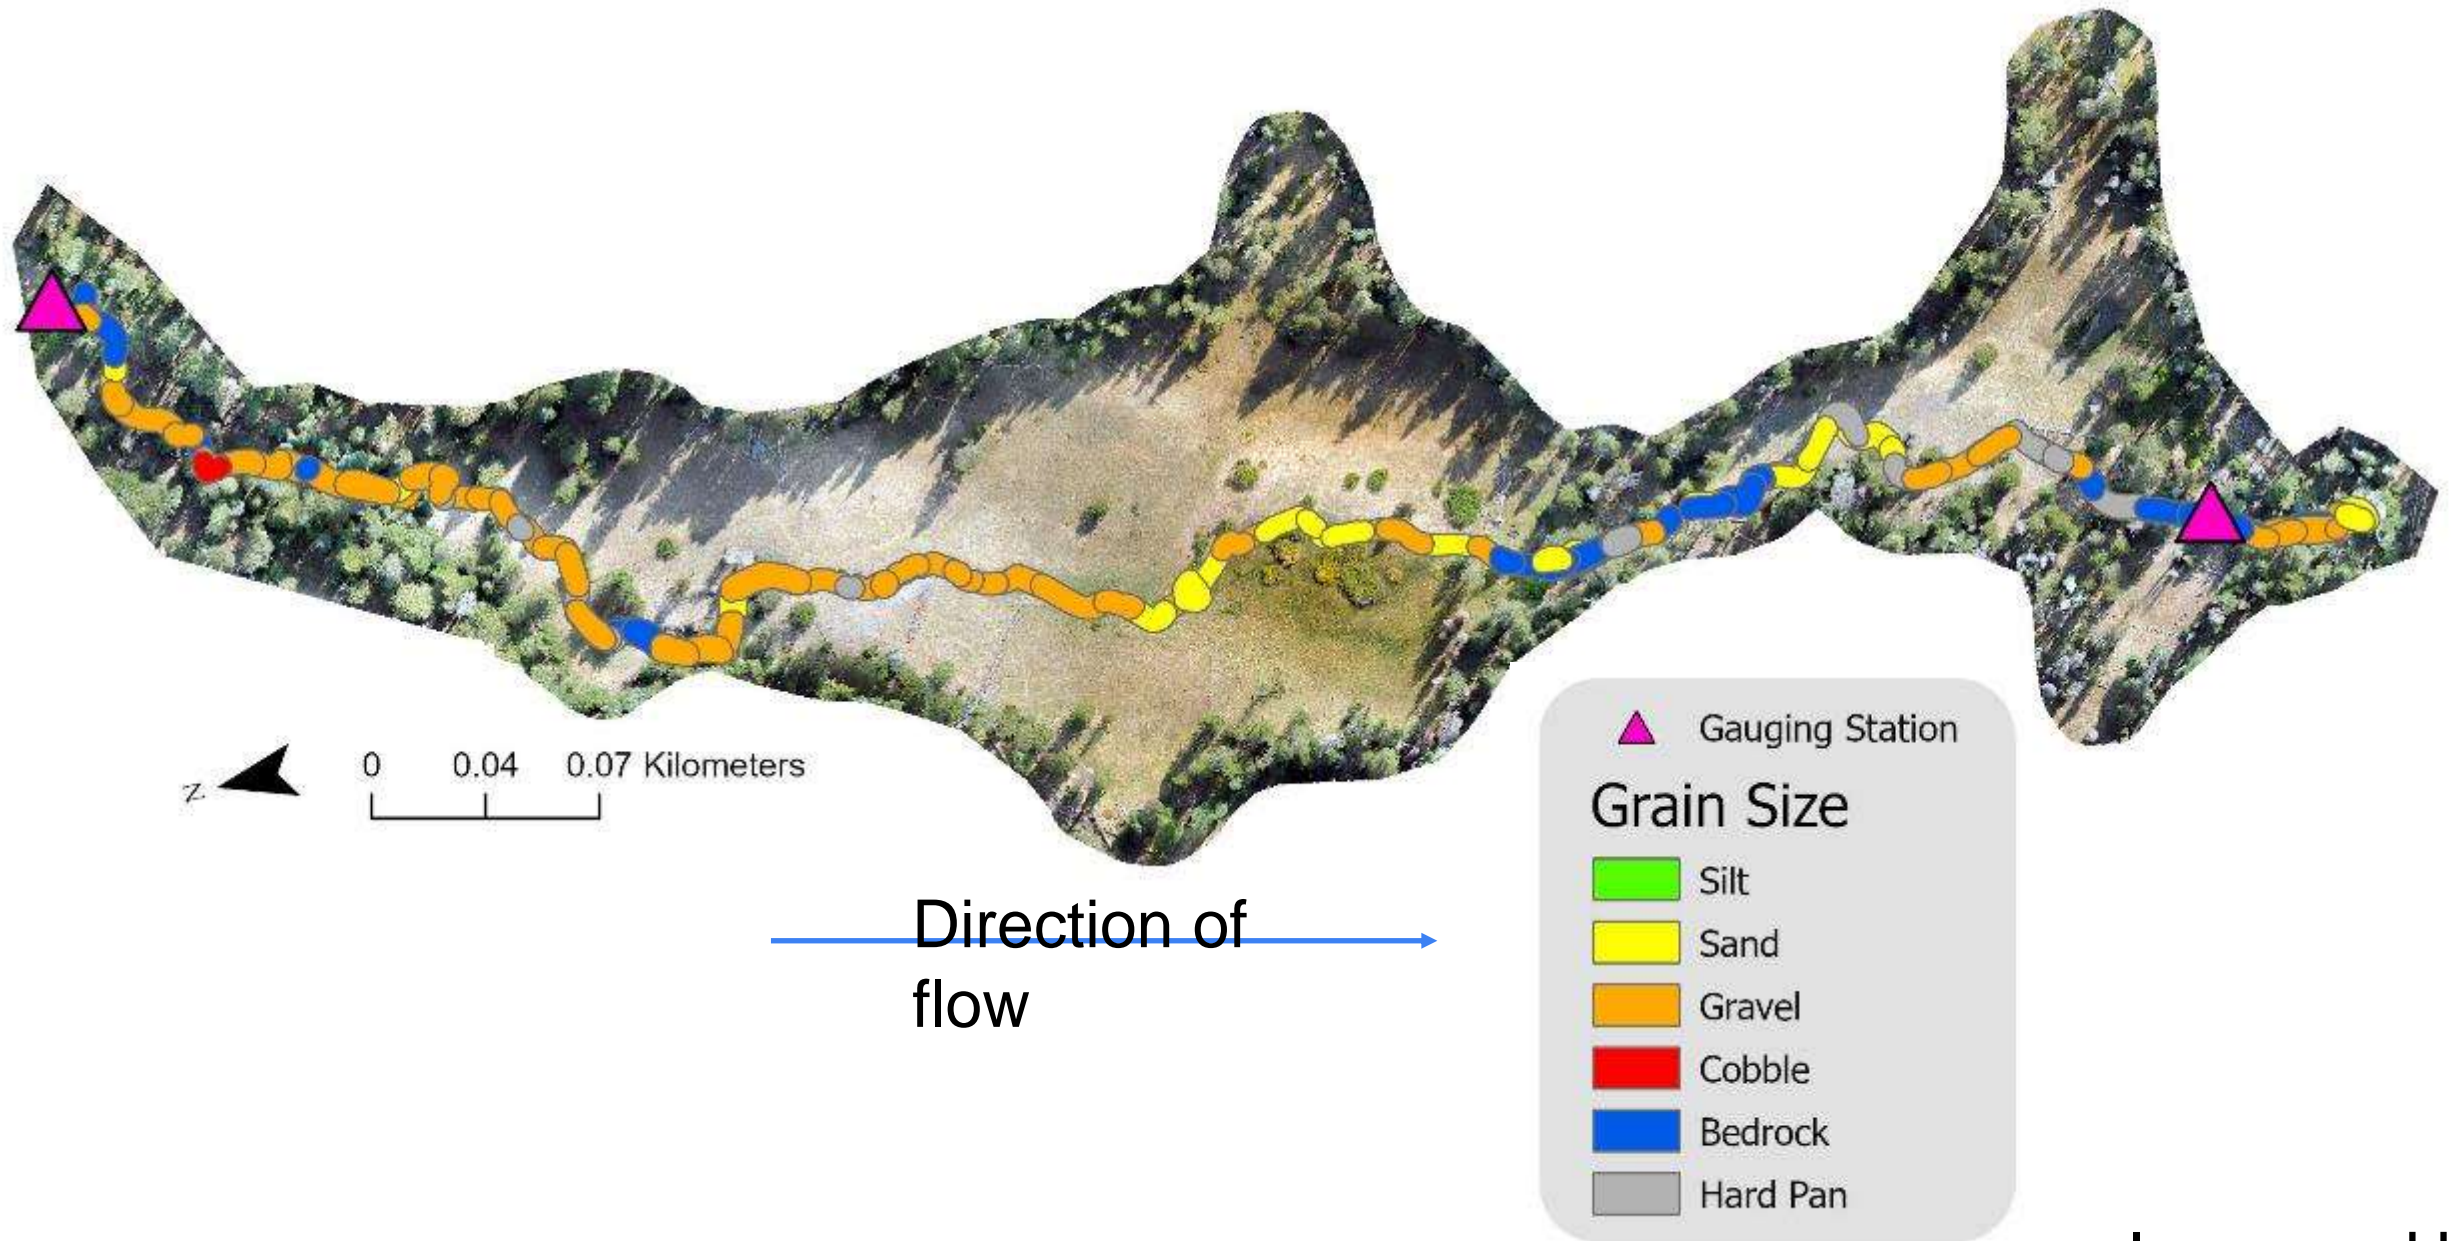 N
0 0.04 0.07 Kilometers
Direction of
flow
Gauging Station
Grain Size
Silt
Sand
Gravel
Cobble
Bedrock
Hard Pan